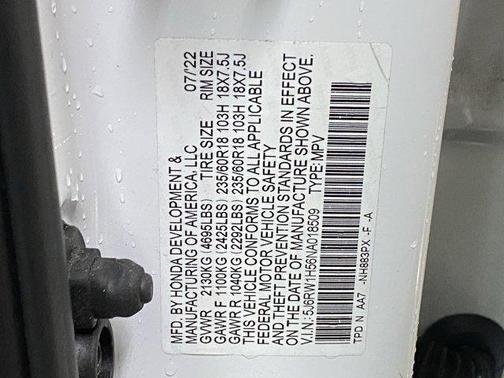 MFD. BY HONDA DEVELOPMENT & 07/'22
MANUFACTURING OF AMERICA, LLC
GVWR 2130KG (4695LBS) TIRE SIZE RIM SIZE
GAWR F 1100KG (2425LBS) 235/60R18 103H 18X7.5J
GAWR R 1040KG (2292LBS) 235/60R18 103H 18X7.5J
THIS VEHICLE CONFORMS TO ALL APPLICABLE
FEDERAL MOTOR VEHICLE SAFETY
AND THEFT PREVENTION STANDARDS IN EFFECT
ON THE DATE OF MANUFACTURE SHOWN ABOVE.
V.I.N.:5J6RW1H56NA018509 TYPE:MPV
TPD N AA7 -NH883PX -F -A